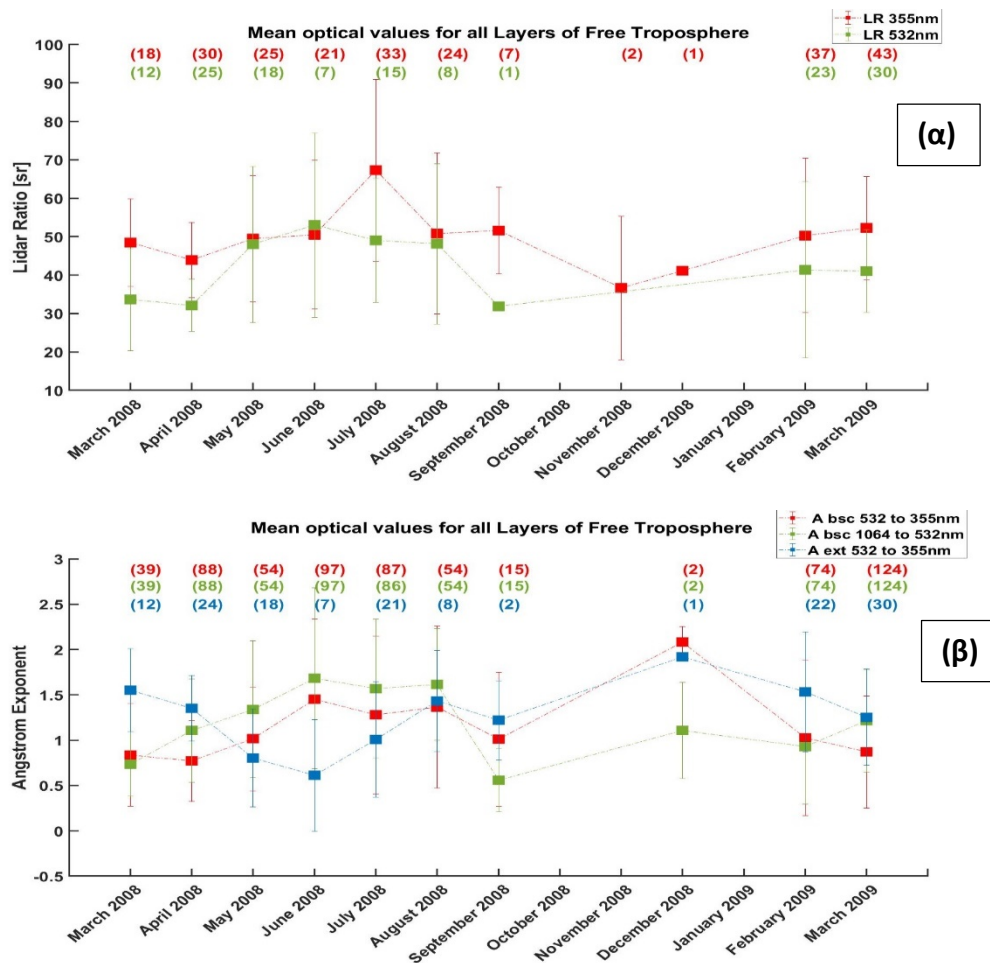 Mean optical values for all Layers of Free Troposphere
LR 355nm
LR 532nm
(18) (30) (25) (21) (33) (24) (7) (2) (1) (37) (43)
(12) (25) (18) (7) (15) (8) (1) (23) (30)
(α)
Lidar Ratio [sr]
100
90
80
70
60
50
40
30
20
10
March 2008
April 2008
May 2008
June 2008
July 2008
August 2008
September 2008
October 2008
November 2008
December 2008
January 2009
February 2009
March 2009
Mean optical values for all Layers of Free Troposphere
A bsc 532 to 355nm
A bsc 1064 to 532nm
A ext 532 to 355nm
(39) (88) (54) (97) (87) (54) (15) (2) (74) (124)
(39) (88) (54) (97) (86) (54) (15) (2) (74) (124)
(12) (24) (18) (7) (21) (8) (2) (1) (22) (30)
(β)
Angstrom Exponent
3
2.5
2
1.5
1
0.5
0
-0.5
March 2008
April 2008
May 2008
June 2008
July 2008
August 2008
September 2008
October 2008
November 2008
December 2008
January 2009
February 2009
March 2009